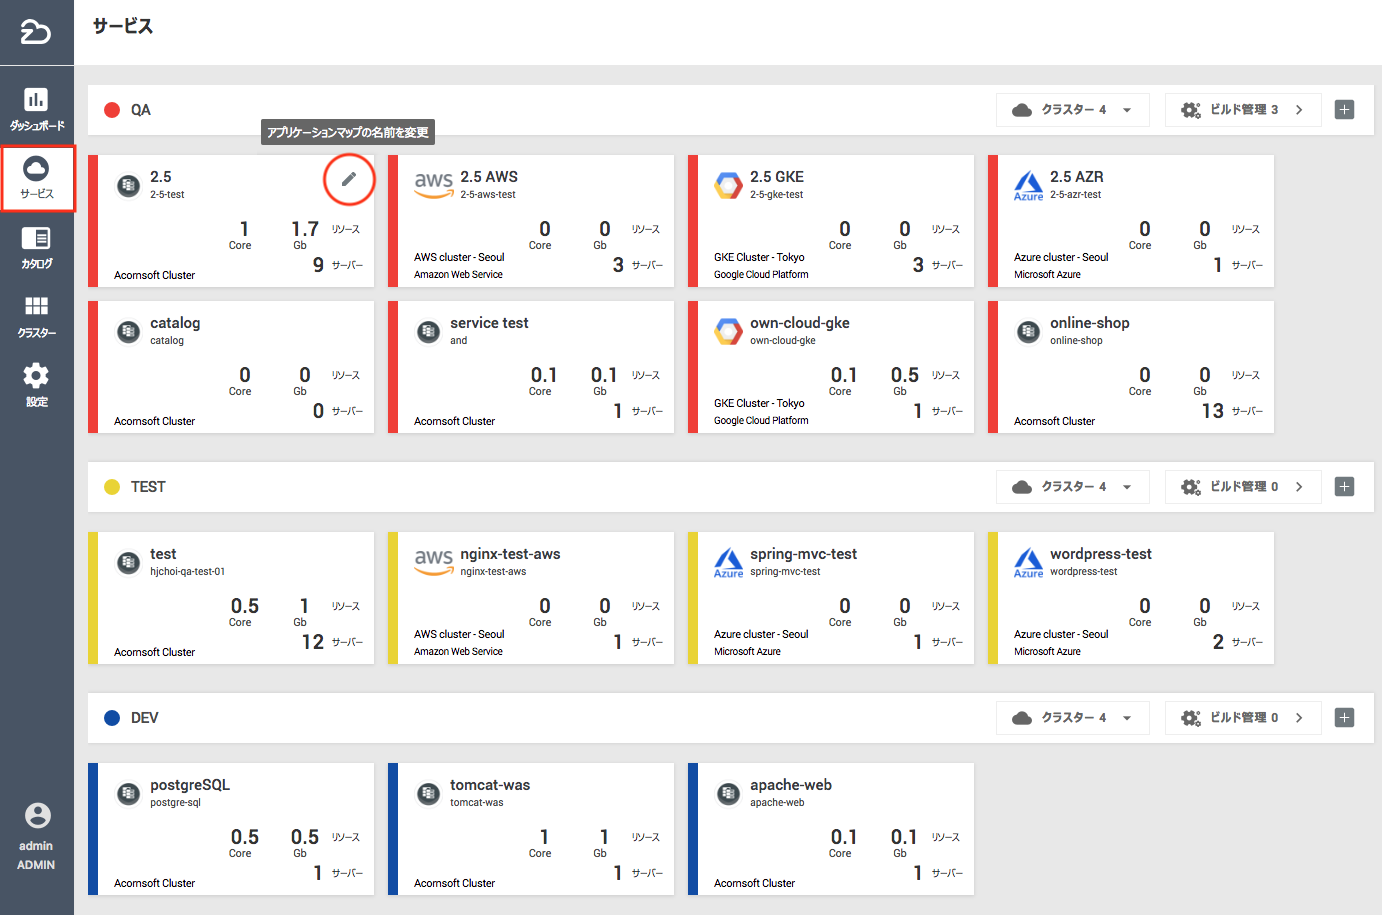 サービス
ダッシュボード
サービス
カタログ
クラスター
設定
admin
ADMIN
QA
クラスター 4
ビルド管理 3
アプリケーションマップの名前を変更
2.5
2-5-test
1 1.7 リソース
Core Gb
9 サーバー
Acornsoft Cluster
aws
2.5 AWS
2-5-aws-test
0 0 リソース
Core Gb
AWS cluster - Seoul
3 サーバー
Amazon Web Service
2.5 GKE
2-5-gke-test
0 0 リソース
Core Gb
GKE Cluster - Tokyo
3 サーバー
Google Cloud Platform
Azure
2.5 AZR
2-5-azr-test
0 0 リソース
Core Gb
Azure cluster - Seoul
1 サーバー
Microsoft Azure
catalog
catalog
0 0 リソース
Core Gb
0 サーバー
Acornsoft Cluster
service test
and
0.1 0.1 リソース
Core Gb
1 サーバー
Acornsoft Cluster
own-cloud-gke
own-cloud-gke
0.1 0.5 リソース
Core Gb
GKE Cluster - Tokyo
1 サーバー
Google Cloud Platform
online-shop
online-shop
0 0 リソース
Core Gb
13 サーバー
Acornsoft Cluster
TEST
クラスター 4
ビルド管理 0
test
hjchoi-qa-test-01
0.5 1 リソース
Core Gb
12 サーバー
Acornsoft Cluster
aws
nginx-test-aws
nginx-test-aws
0 0 リソース
Core Gb
AWS cluster - Seoul
1 サーバー
Amazon Web Service
Azure
spring-mvc-test
spring-mvc-test
0 0 リソース
Core Gb
Azure cluster - Seoul
1 サーバー
Microsoft Azure
Azure
wordpress-test
wordpress-test
0 0 リソース
Core Gb
Azure cluster - Seoul
2 サーバー
Microsoft Azure
DEV
クラスター 4
ビルド管理 0
postgreSQL
postgre-sql
0.5 0.5 リソース
Core Gb
1 サーバー
Acornsoft Cluster
tomcat-was
tomcat-was
1 1 リソース
Core Gb
1 サーバー
Acornsoft Cluster
apache-web
apache-web
0.1 0.1 リソース
Core Gb
1 サーバー
Acornsoft Cluster